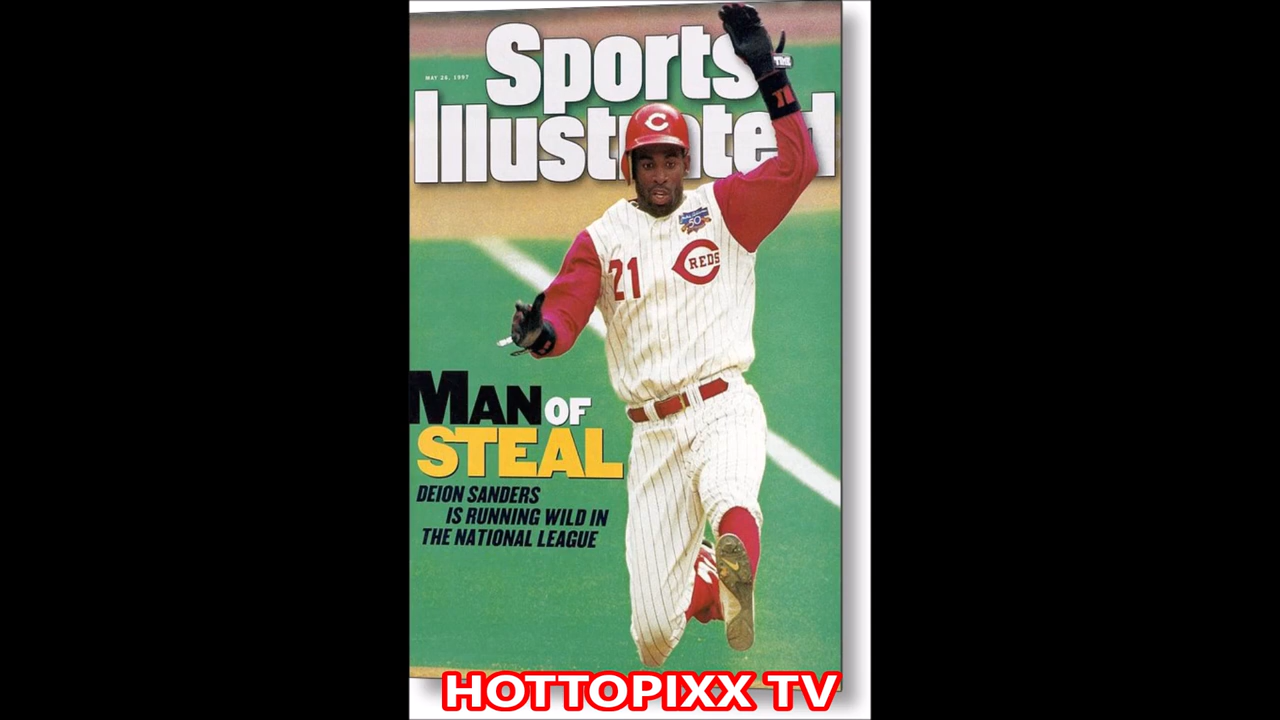 Sports
MAY 26, 1997
Illustrated
C
50
21
REDS
MAN OF
STEAL
DEION SANDERS
IS RUNNING WILD IN
THE NATIONAL LEAGUE
HOTTOPIXX TV